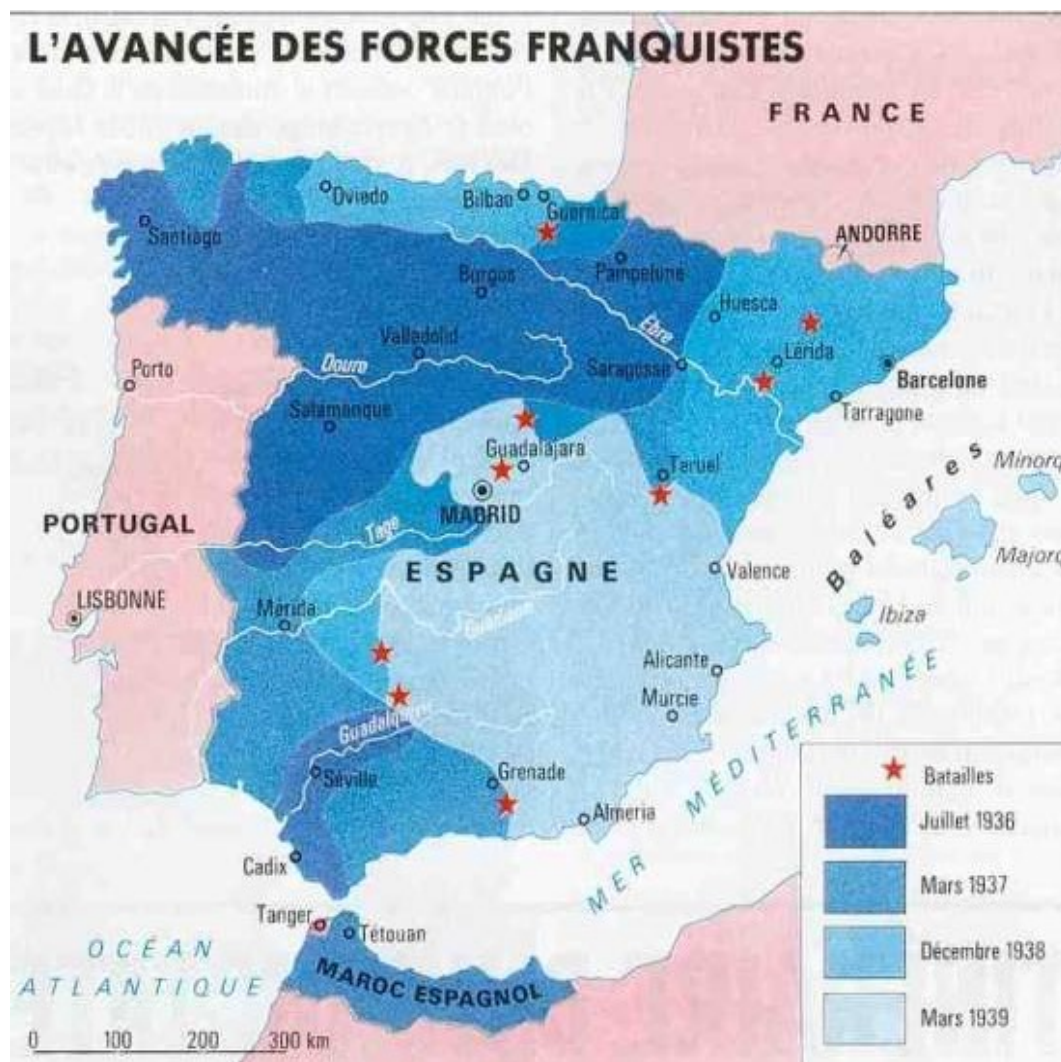 L'AVANCÉE DES FORCES FRANQUISTES
FRANCE
Oviedo
Bilbao
Guernica
Santiago
ANDORRE
Pampelune
Burgos
Huesca
Valladolid
Ebre
Lérida
Porto
Douro
Saragosse
Barcelone
Salamanque
Tarragone
Guadalajara
Teruel
Minorq
MADRID
PORTUGAL
Baléares
Tage
Majorq
ESPAGNE
Valence
LISBONNE
Mérida
Guadiana
Ibiza
Alicante
Murcie
Guadalquivir
MER MÉDITERRANÉE
Séville
Grenade
Almeria
Cadix
Tanger
Tétouan
OCÉAN
ATLANTIQUE
MAROC ESPAGNOL
0 100 200 300 km
Batailles
Juillet 1936
Mars 1937
Décembre 1938
Mars 1939